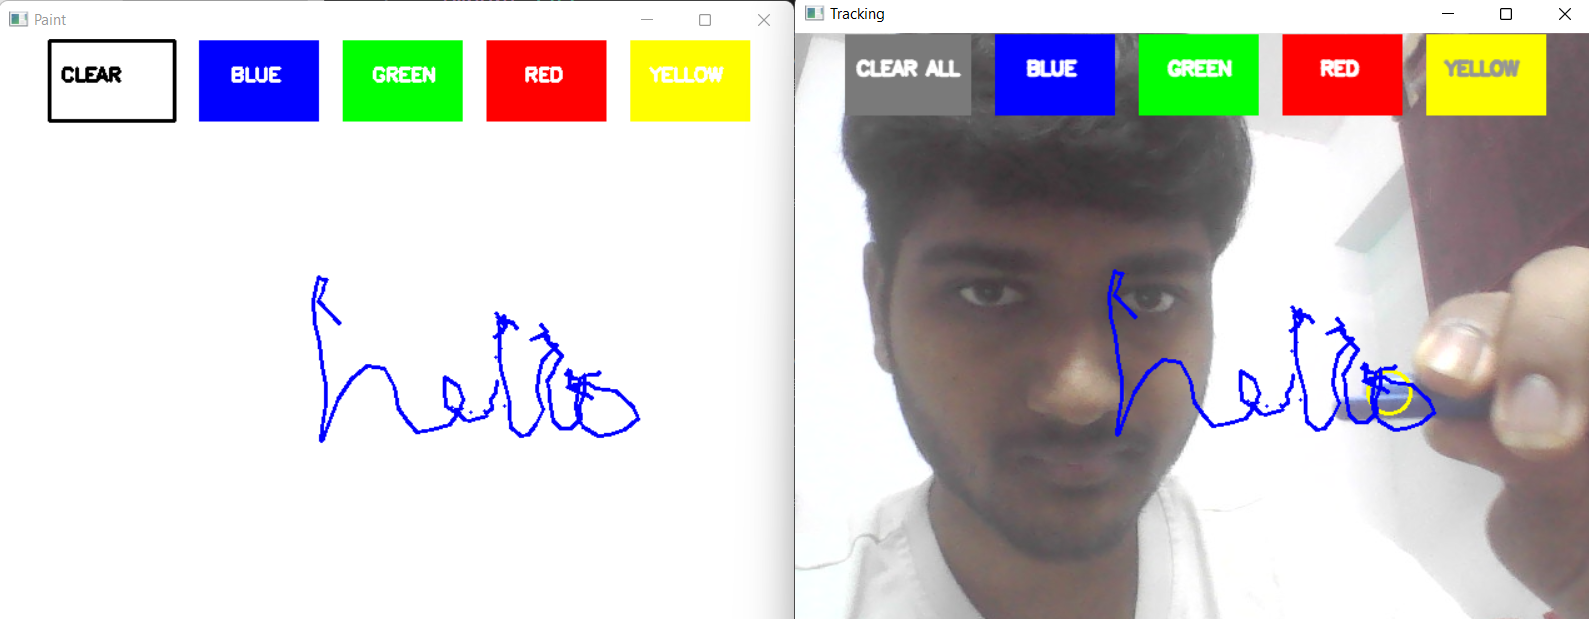 Paint
CLEAR BLUE GREEN RED YELLOW
hello
Tracking
CLEAR ALL BLUE GREEN RED YELLOW
hello